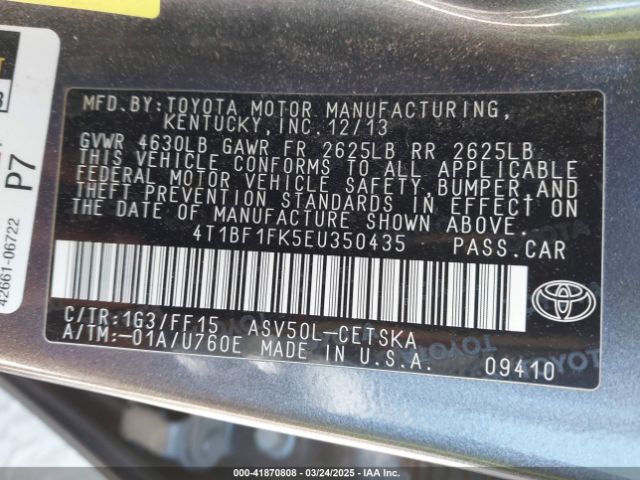 MFD.BY:TOYOTA MOTOR MANUFACTURING,
KENTUCKY,INC.12/13
GVWR 4630LB GAWR FR 2625LB RR 2625LB
THIS VEHICLE CONFORMS TO ALL APPLICABLE
FEDERAL MOTOR VEHICLE SAFETY,BUMPER,AND
THEFT PREVENTION STANDARDS IN EFFECT ON
THE DATE OF MANUFACTURE SHOWN ABOVE.
4T1BF1FK5EU350435 PASS.CAR
C/TR:1G3/FF15 ASV50L-CETSKA
A/TM:-01A/U760E MADE IN U.S.A.
09410
TOYOTA
P7
42661-06722
00-41870808 | 03/24/2025 | IAA Inc.